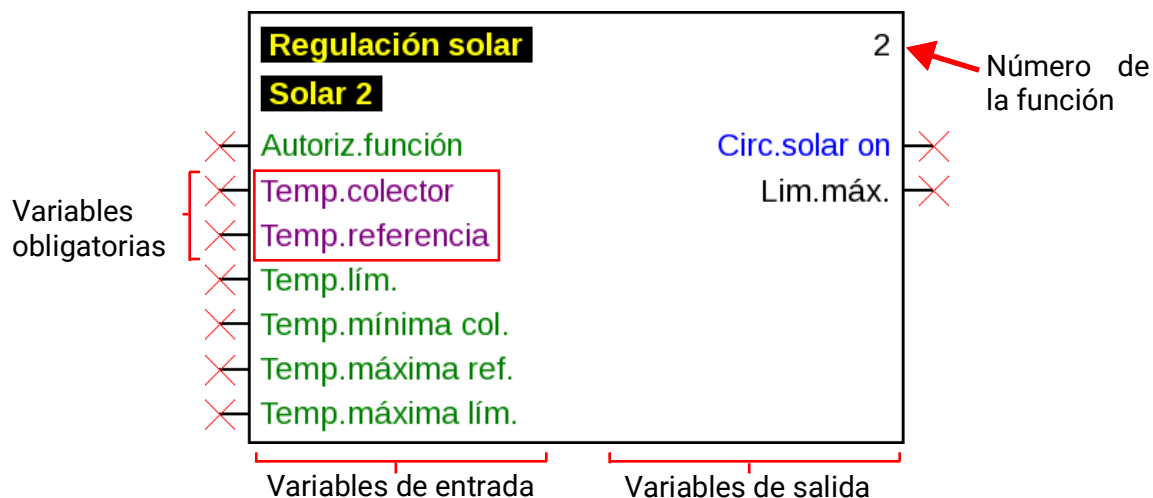 Regulación solar 2
Solar 2
Número de
la función
Autoriz.función Circ.solar on
Temp.colector Lim.máx.
Variables
obligatorias
Temp.referencia
Temp.lím.
Temp.mínima col.
Temp.máxima ref.
Temp.máxima lím.
Variables de entrada Variables de salida